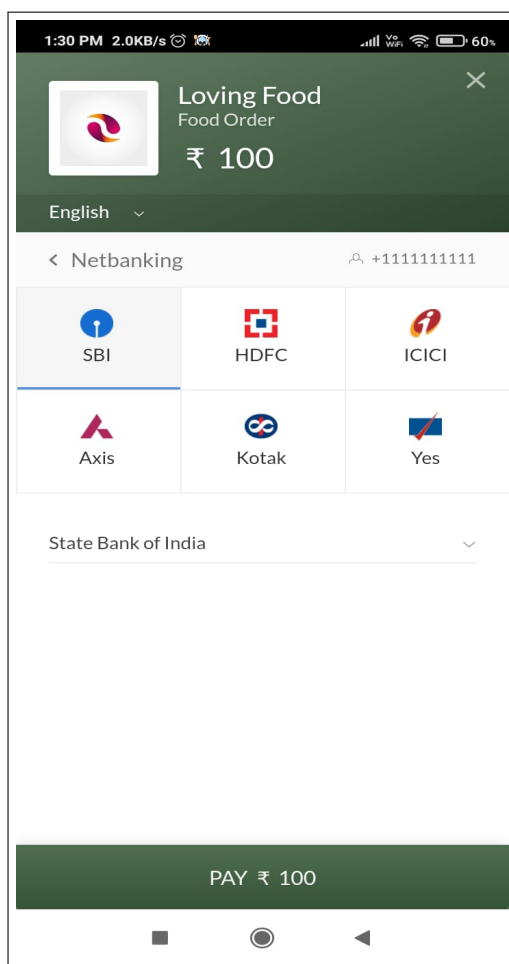 1:30 PM 2.0KB/s Vo WiFi 60%
Loving Food
Food Order
₹ 100
English
Netbanking +1111111111
SBI HDFC ICICI
Axis Kotak Yes
State Bank of India
PAY ₹ 100